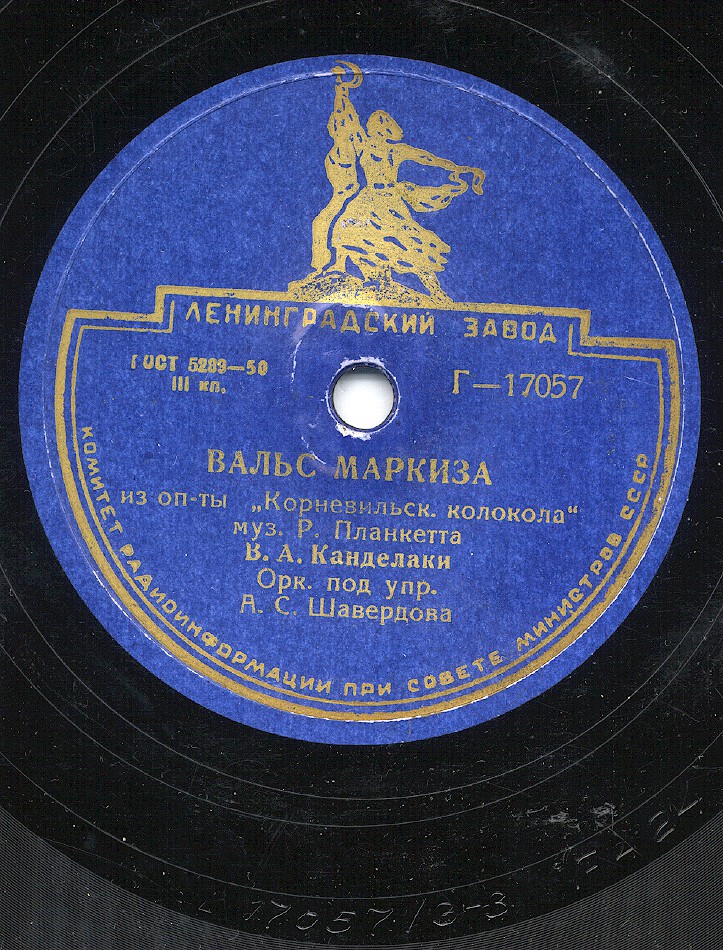 ЛЕНИНГРАДСКИЙ ЗАВОД
ГОСТ 5289—50
III кл.
Г—17057
ВАЛЬС МАРКИЗА
из оп-ты „Корневильск. колокола“
муз. Р. Планкетта
В. А. Канделаки
Орк. под упр.
А. С. Шавердова
КОМИТЕТ РАДИОИНФОРМАЦИИ ПРИ СОВЕТЕ МИНИСТРОВ СССР
17057/3-3